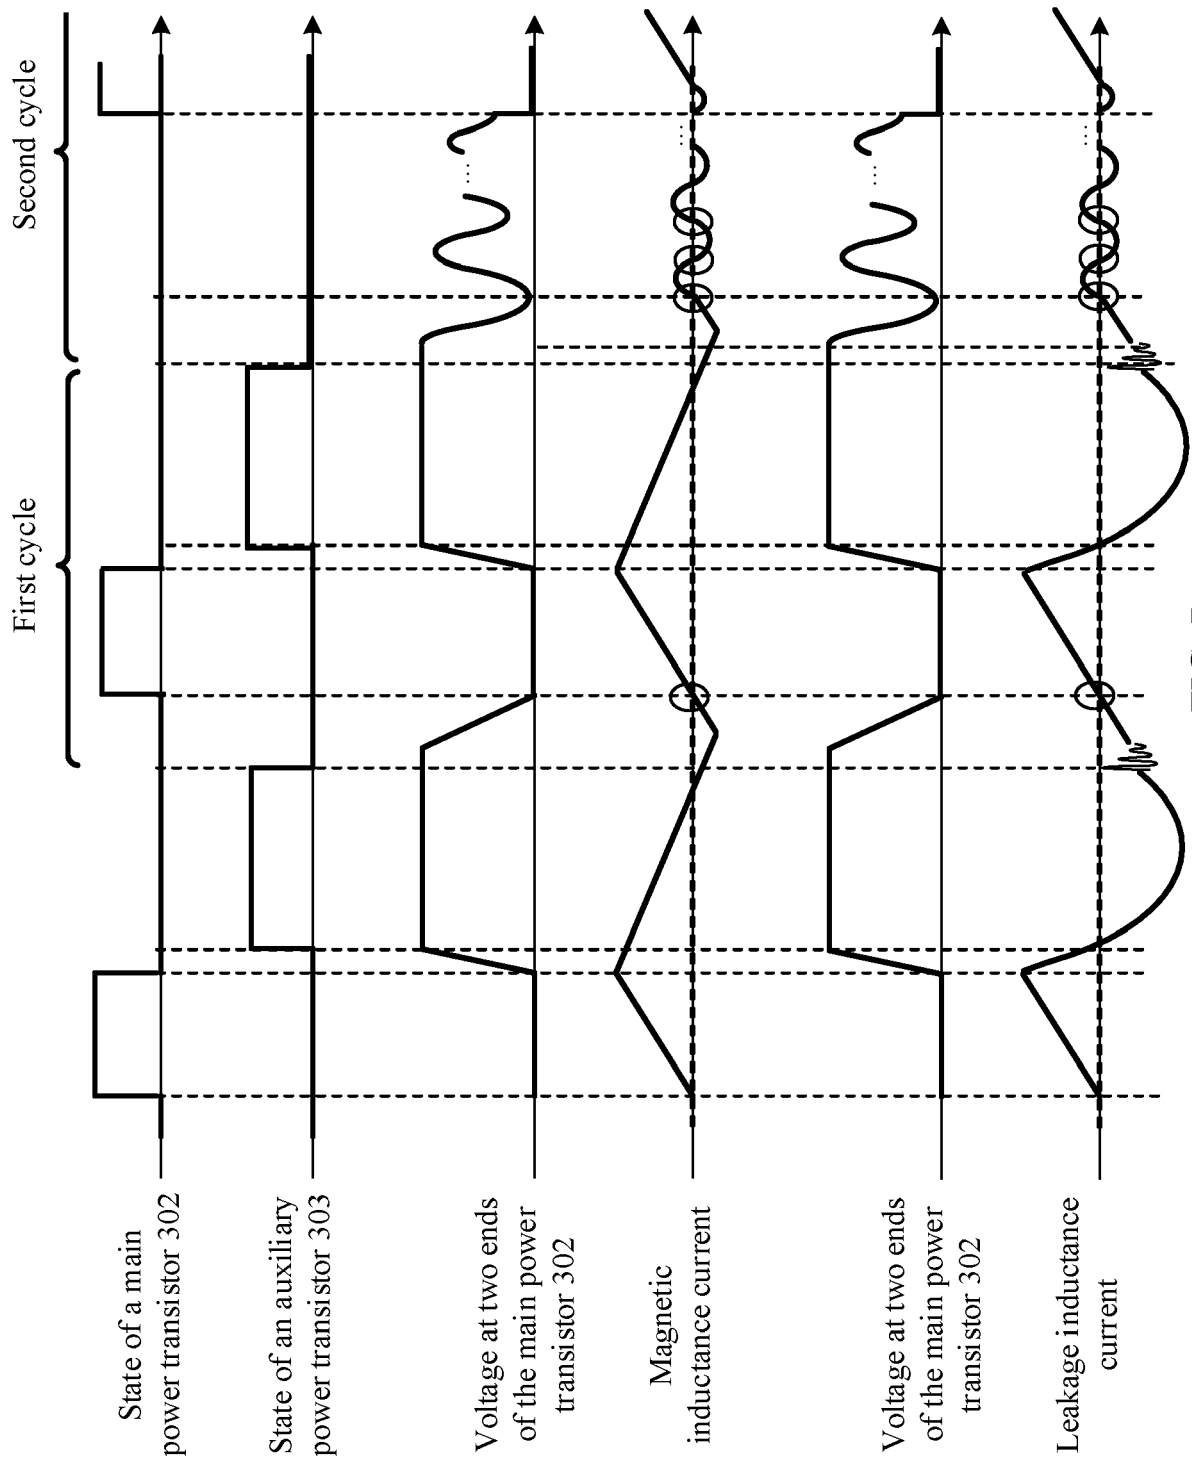 First cycle
Second cycle
State of a main
power transistor 302
State of an auxiliary
power transistor 303
Voltage at two ends
of the main power
transistor 302
Magnetic
inductance current
Voltage at two ends
of the main power
transistor 302
Leakage inductance
current